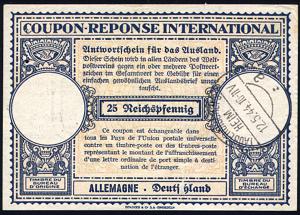 COUPON-RÉPONSE INTERNATIONAL
Antwortschein für das Ausland.
Dieser Schein wird in allen Ländern des Welt-
postvereins gegen ein oder mehrere Postwert-
zeichen im Gesamtwert der Gebühr für einen
einfachen gewöhnlichen Auslandsbrief umge-
tauscht.
25 Reichspfennig
Ce coupon est échangeable dans
tous les Pays de l'Union postale universelle
contre un timbre-poste ou des timbres-poste
représentant le montant de l'affranchissement
d'une lettre ordinaire de port simple à desti-
nation de l'étranger.
TIMBRE DU
BUREAU
D'ORIGINE
ALLEMAGNE - Deutschland
TIMBRE DU
BUREAU
D'ÉCHANGE
12.5.44